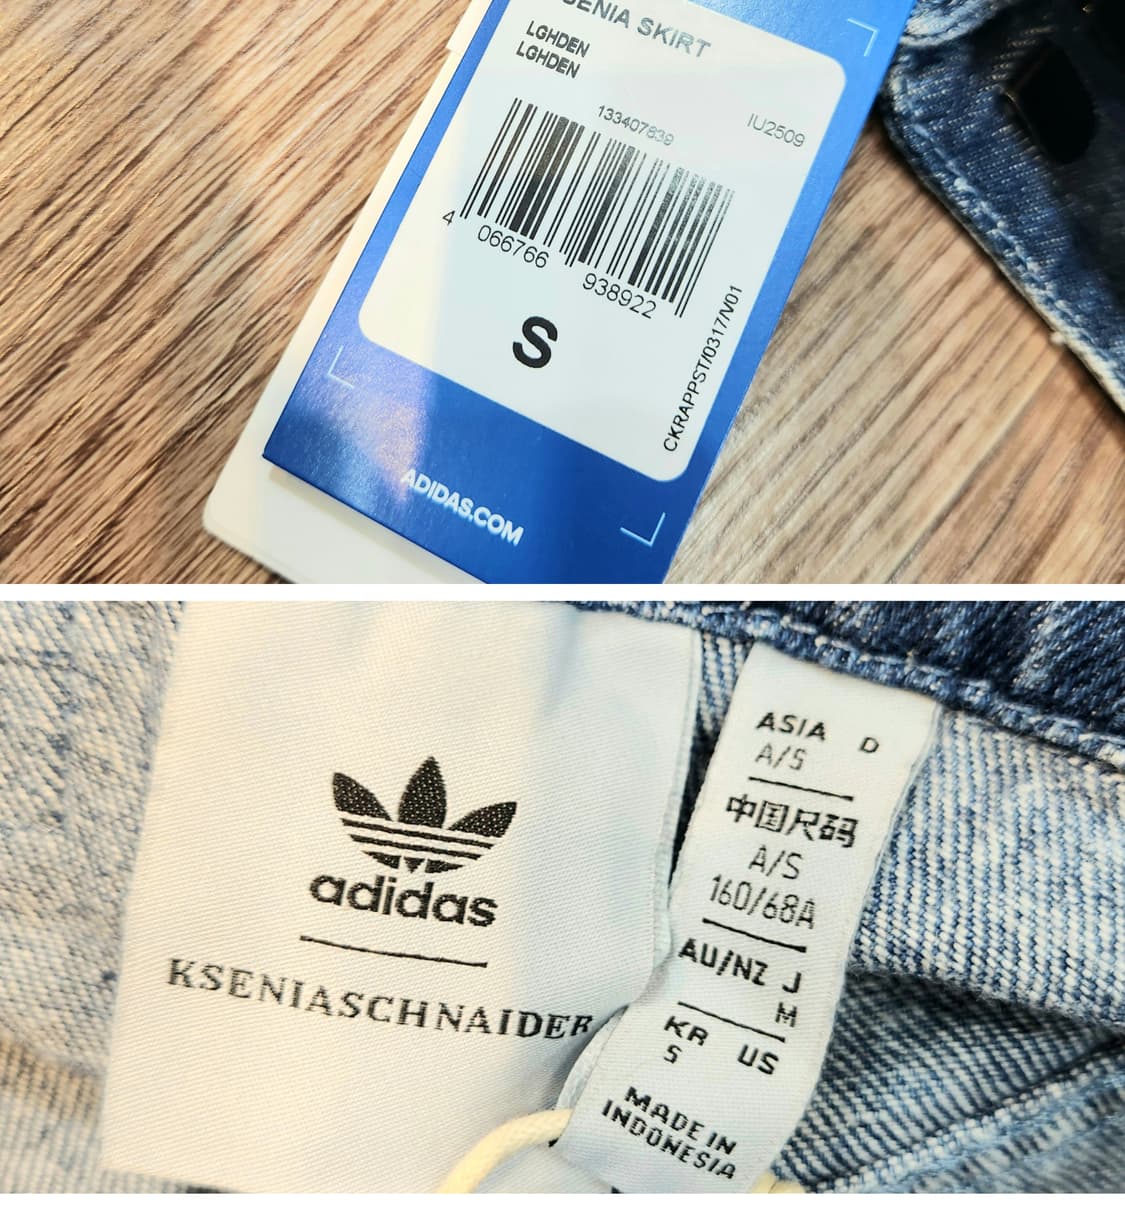 SENIA SKIRT
LGHDEN
LGHDEN
133407839
IU2509
4 066766 938922
S
CKRAPPST/0317/V01
ADIDAS.COM
adidas
KSENIASCHNAIDER
ASIA D
A/S
中国尺码
A/S
160/68A
AU/NZ J
M
KR US
S
MADE IN
INDONESIA